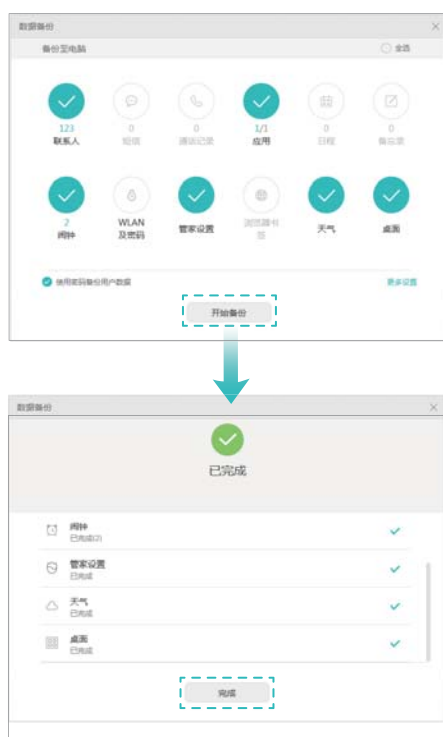 数据备份
备份至电脑
全选
123
0
0
1/1
0
0
联系人
短信
通话记录
应用
日程
备忘录
2
闹钟
WLAN
及密码
管家设置
浏览器书
签
天气
桌面
使用密码备份用户数据
更多设置
开始备份
数据备份
已完成
闹钟
已完成(2)
管家设置
已完成
天气
已完成
桌面
已完成
完成